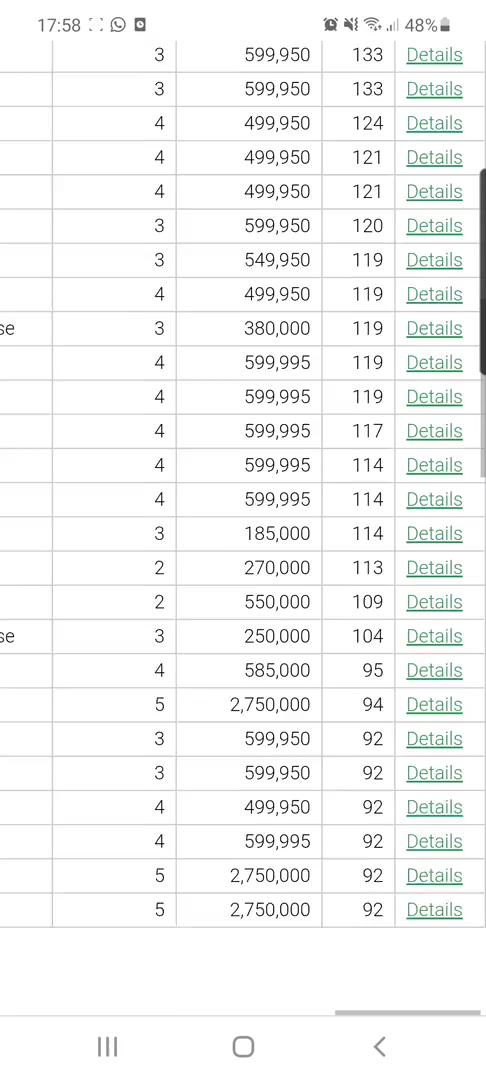 17:58 48%
3 599,950 133 Details
3 599,950 133 Details
4 499,950 124 Details
4 499,950 121 Details
4 499,950 121 Details
3 599,950 120 Details
3 549,950 119 Details
4 499,950 119 Details
se 3 380,000 119 Details
4 599,995 119 Details
4 599,995 119 Details
4 599,995 117 Details
4 599,995 114 Details
4 599,995 114 Details
3 185,000 114 Details
2 270,000 113 Details
2 550,000 109 Details
se 3 250,000 104 Details
4 585,000 95 Details
5 2,750,000 94 Details
3 599,950 92 Details
3 599,950 92 Details
4 499,950 92 Details
4 599,995 92 Details
5 2,750,000 92 Details
5 2,750,000 92 Details